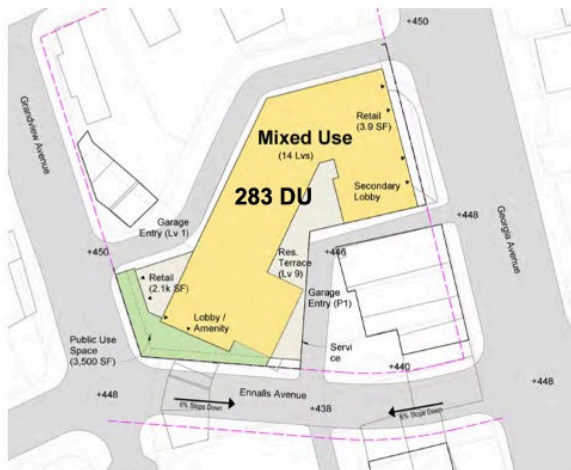 +450
Grandview Avenue
Retail
(3.9 SF)
Mixed Use
(14 Lvs)
283 DU
Secondary
Lobby
Garage
Entry (Lv 1)
+448
Georgia Avenue
+450
Res.
Terrace
(Lv 9)
+446
Retail
(2.1k SF)
Garage
Entry (P1)
Lobby /
Amenity
Public Use
Space
(3,500 SF)
Servi
ce
+440
+448
Ennalls Avenue
+448
6% Slope Down
+438
6% Slope Down